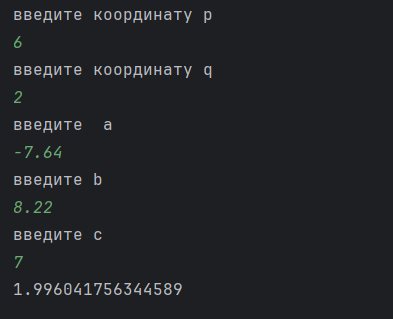 введите координату p
6
введите координату q
2
введите  a
-7.64
введите b
8.22
введите c
7
1.996041756344589